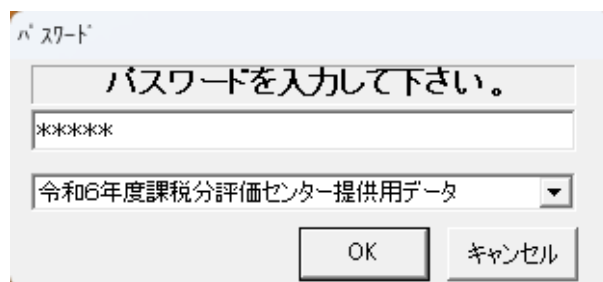 パスワード
パスワードを入力して下さい。
*****
令和6年度課税分評価センター提供用データ
OK
キャンセル